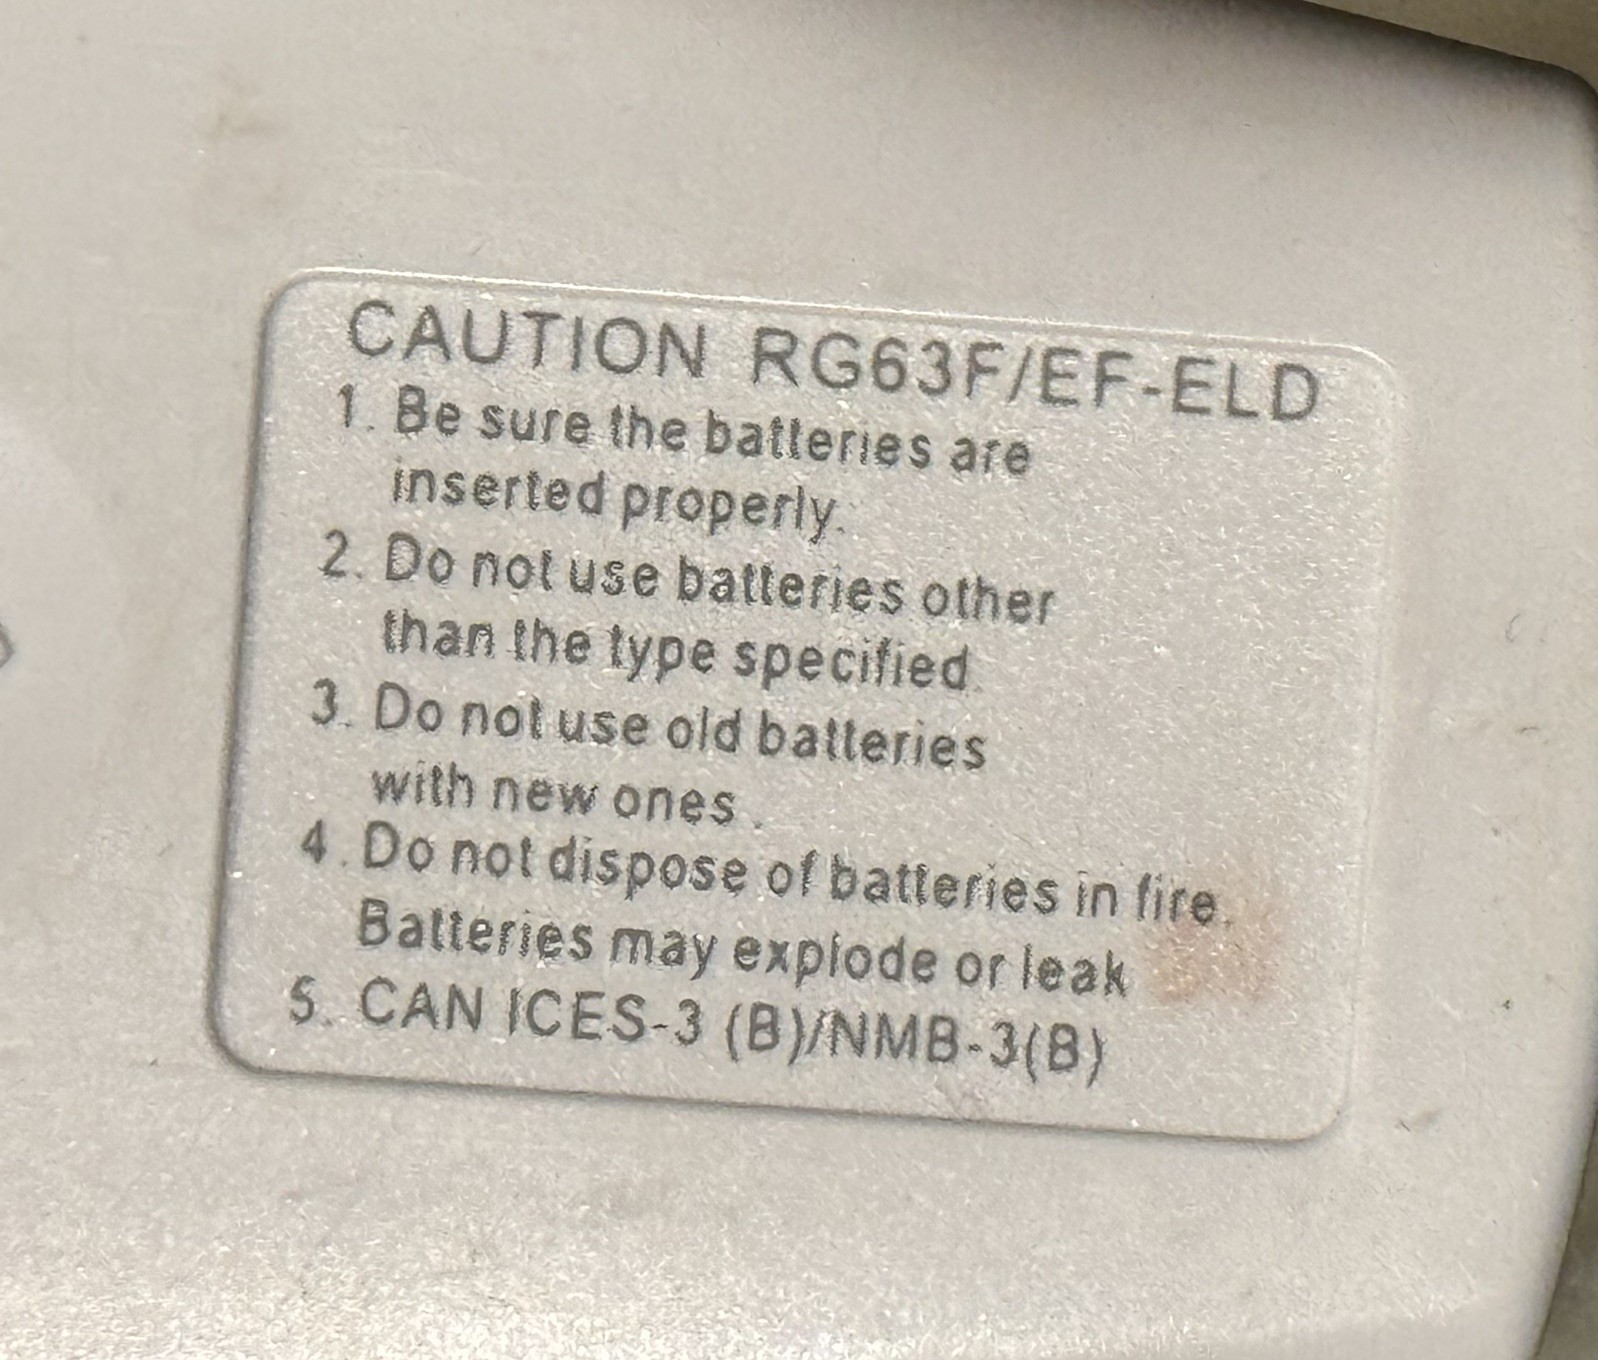 CAUTION RG63F/EF-ELD
1. Be sure the batteries are
inserted properly.
2. Do not use batteries other
than the type specified.
3. Do not use old batteries
with new ones.
4. Do not dispose of batteries in fire.
Batteries may explode or leak
5. CAN ICES-3 (B)/NMB-3(B)